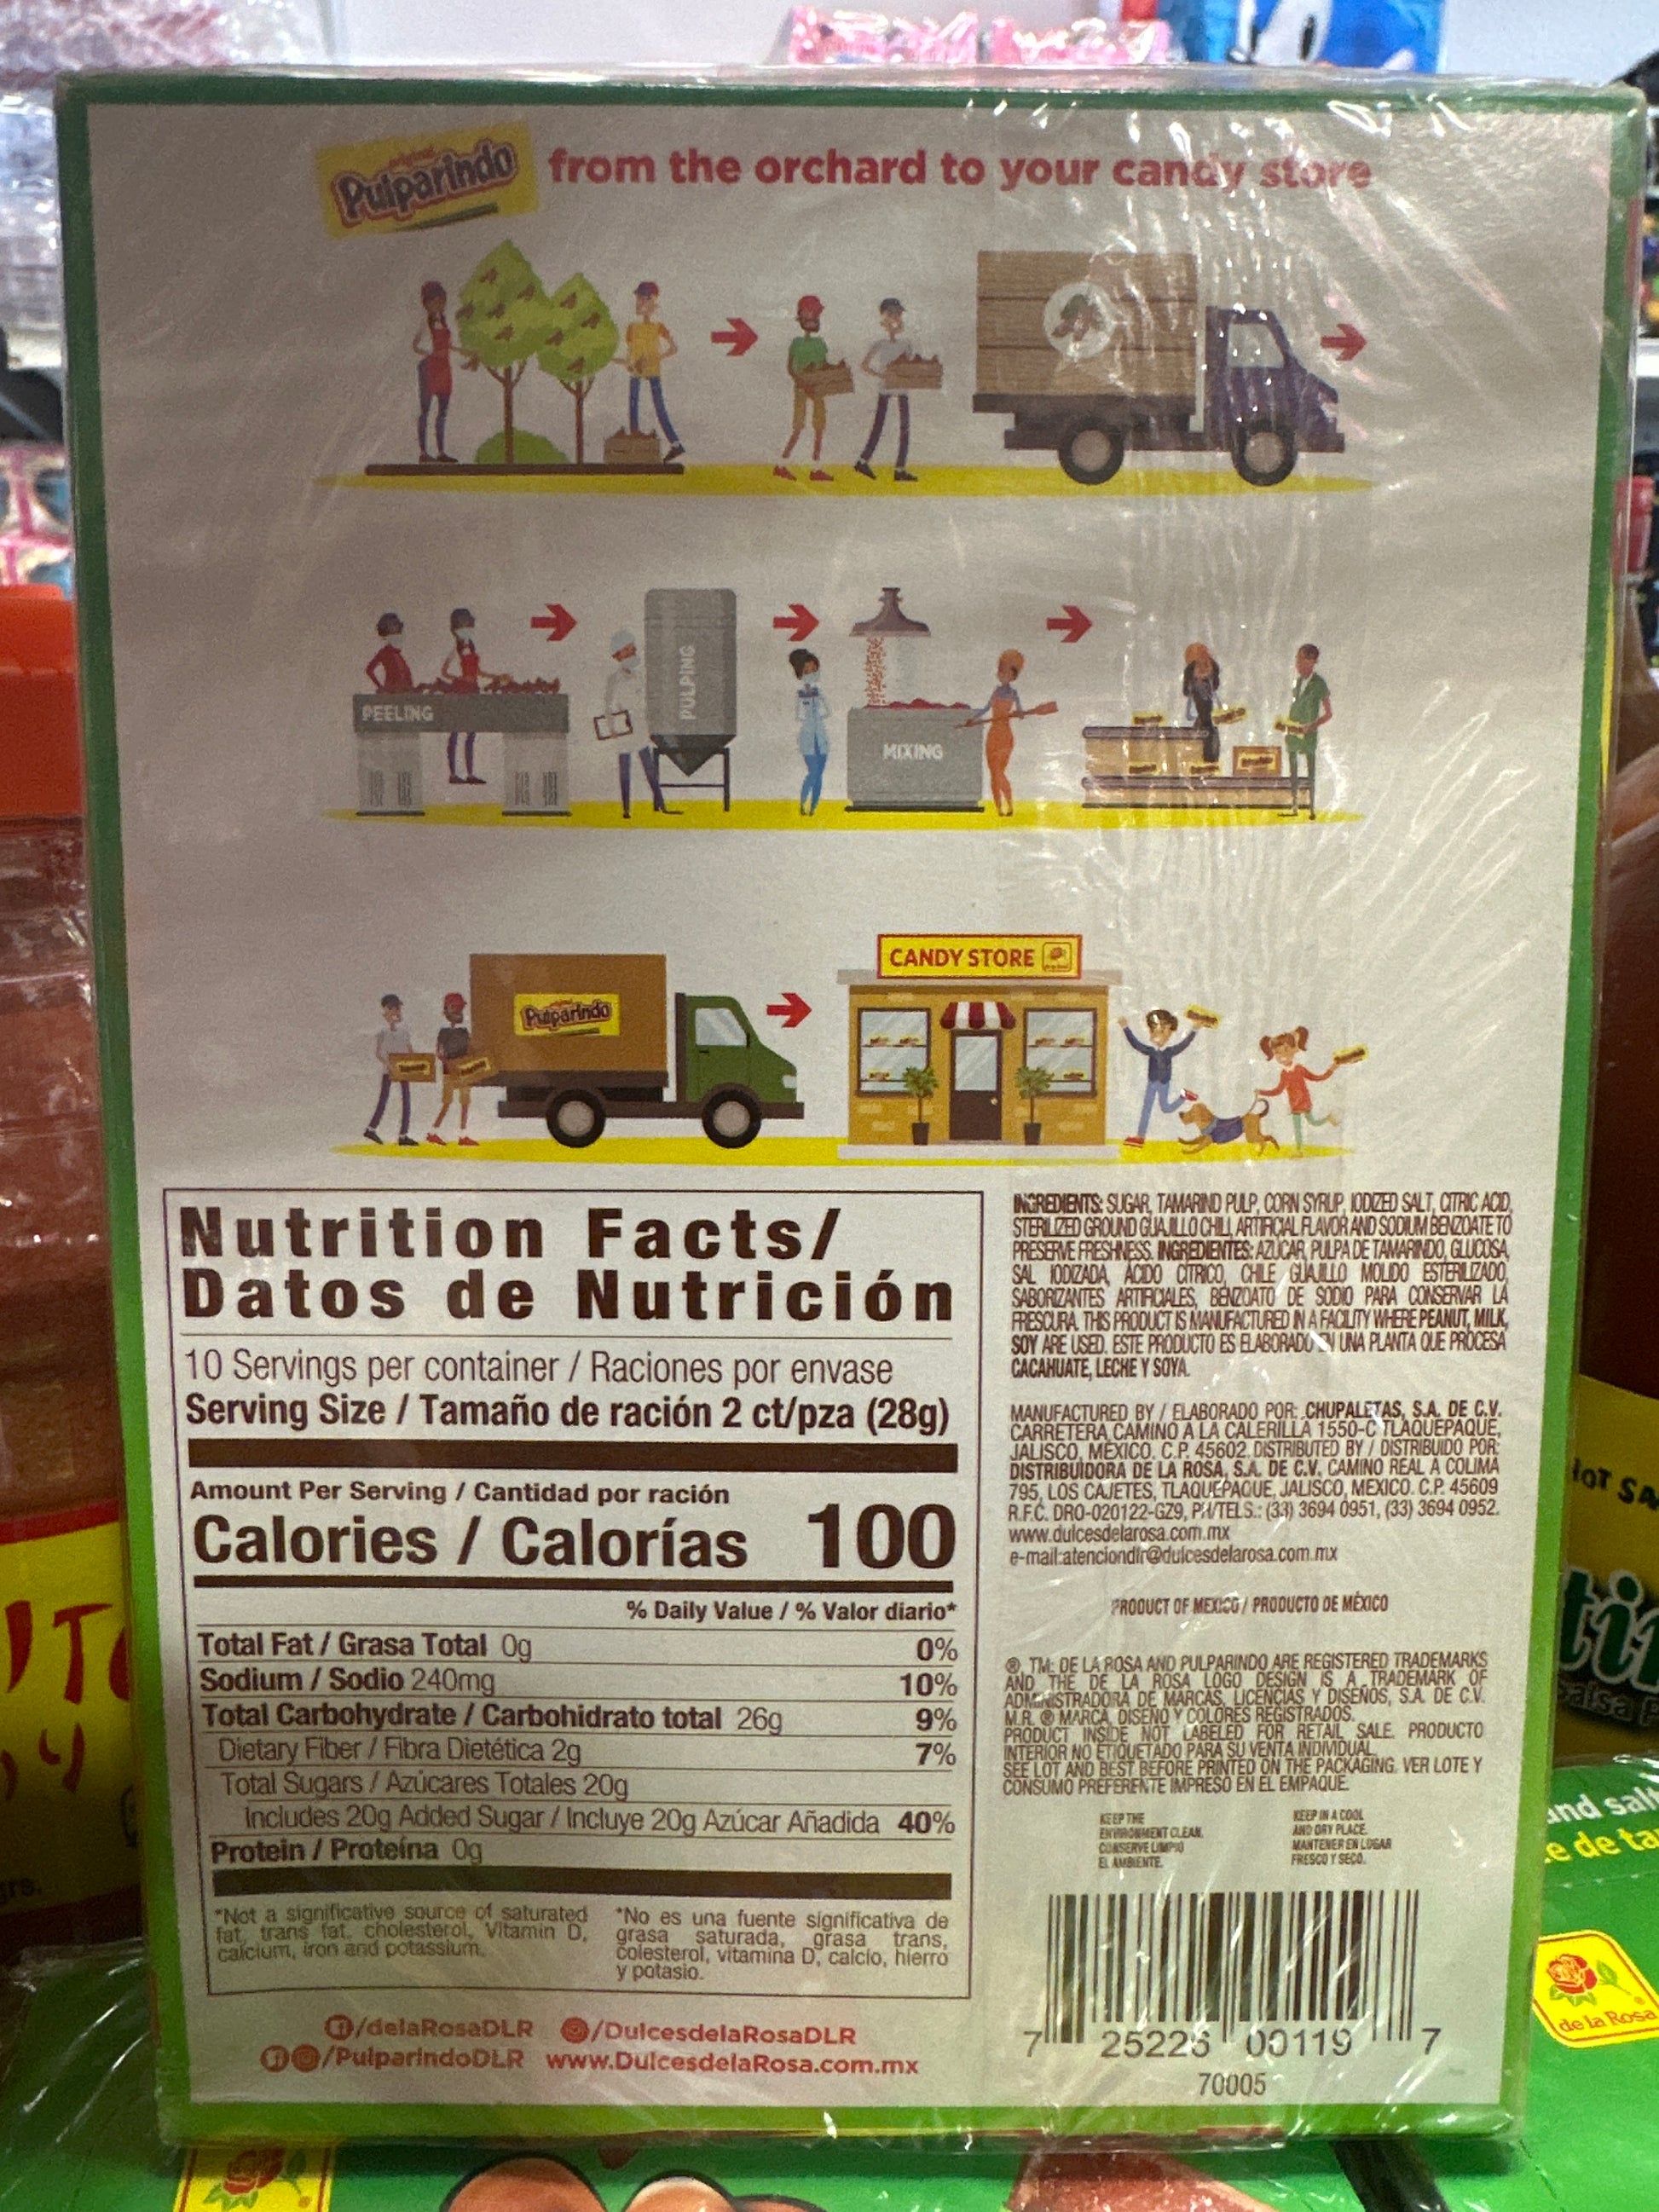 original
Pulparindo
from the orchard to your candy store
PEELING
PULPING
MIXING
Pulparindo
CANDY STORE
Nutrition Facts/
Datos de Nutrición
10 Servings per container / Raciones por envase
Serving Size / Tamaño de ración 2 ct/pza (28g)
Amount Per Serving / Cantidad por ración
Calories / Calorías 100
% Daily Value / % Valor diario*
Total Fat / Grasa Total 0g 0%
Sodium / Sodio 240mg 10%
Total Carbohydrate / Carbohidrato total 26g 9%
Dietary Fiber / Fibra Dietética 2g 7%
Total Sugars / Azúcares Totales 20g
Includes 20g Added Sugar / Incluye 20g Azúcar Añadida 40%
Protein / Proteína 0g
*Not a significative source of saturated
fat, trans fat, cholesterol, Vitamin D,
calcium, iron and potassium.
*No es una fuente significativa de
grasa saturada, grasa trans,
colesterol, vitamina D, calcio, hierro
y potasio.
/delaRosaDLR /DulcesdelaRosaDLR
/PulparindoDLR www.DulcesdelaRosa.com.mx
INGREDIENTS: SUGAR, TAMARIND PULP, CORN SYRUP, IODIZED SALT, CITRIC ACID,
STERILIZED GROUND GUAJILLO CHILI, ARTIFICIAL FLAVOR AND SODIUM BENZOATE TO
PRESERVE FRESHNESS. INGREDIENTES: AZÚCAR, PULPA DE TAMARINDO, GLUCOSA,
SAL IODIZADA, ÁCIDO CÍTRICO, CHILE GUAJILLO MOLIDO ESTERILIZADO,
SABORIZANTES ARTIFICIALES, BENZOATO DE SODIO PARA CONSERVAR LA
FRESCURA. THIS PRODUCT IS MANUFACTURED IN A FACILITY WHERE PEANUT, MILK,
SOY ARE USED. ESTE PRODUCTO ES ELABORADO EN UNA PLANTA QUE PROCESA
CACAHUATE, LECHE Y SOYA.
MANUFACTURED BY / ELABORADO POR: CHUPALETAS, S.A. DE C.V.
CARRETERA CAMINO A LA CALERILLA 1550-C TLAQUEPAQUE,
JALISCO, MÉXICO. C.P. 45602. DISTRIBUTED BY / DISTRIBUIDO POR:
DISTRIBUIDORA DE LA ROSA, S.A. DE C.V. CAMINO REAL A COLIMA
795, LOS CAJETES, TLAQUEPAQUE, JALISCO, MEXICO. C.P. 45609
R.F.C. DRO-020122-GZ9, PH/TELS.: (33) 3694 0951, (33) 3694 0952.
www.dulcesdelarosa.com.mx
e-mail:atenciondlr@dulcesdelarosa.com.mx
PRODUCT OF MEXICO / PRODUCTO DE MÉXICO
®, TM: DE LA ROSA AND PULPARINDO ARE REGISTERED TRADEMARKS
AND THE DE LA ROSA LOGO DESIGN IS A TRADEMARK OF
ADMINISTRADORA DE MARCAS, LICENCIAS Y DISEÑOS, S.A. DE C.V.
M.R. ® MARCA, DISEÑO Y COLORES REGISTRADOS.
PRODUCT INSIDE NOT LABELED FOR RETAIL SALE. PRODUCTO
INTERIOR NO ETIQUETADO PARA SU VENTA INDIVIDUAL.
SEE LOT AND BEST BEFORE PRINTED ON THE PACKAGING. VER LOTE Y
CONSUMO PREFERENTE IMPRESO EN EL EMPAQUE.
KEEP THE
ENVIRONMENT CLEAN.
CONSERVE LIMPIO
EL AMBIENTE.
KEEP IN A COOL
AND DRY PLACE.
MANTENER EN LUGAR
FRESCO Y SECO.
7 25226 00119 7
70005
and salt
de la Rosa